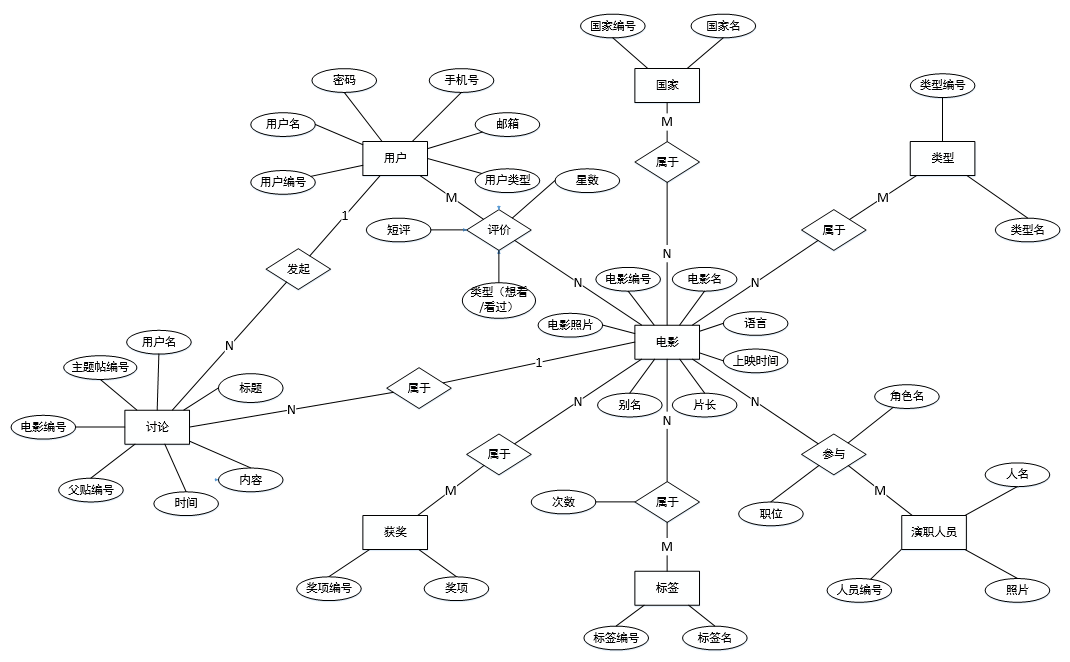 国家编号
国家名
密码
手机号
国家
类型编号
用户名
邮箱
M
用户
类型
属于
用户编号
用户类型
星数
M
M
1
短评
评价
属于
类型名
N
发起
N
电影编号
电影名
N
类型（想看
/看过）
电影照片
语言
用户名
电影
N
主题帖编号
1
上映时间
标题
属于
N
别名
片长
N
角色名
N
N
电影编号
讨论
属于
参与
人名
内容
父贴编号
M
M
时间
次数
属于
职位
获奖
演职人员
M
奖项编号
奖项
标签
人员编号
照片
标签编号
标签名